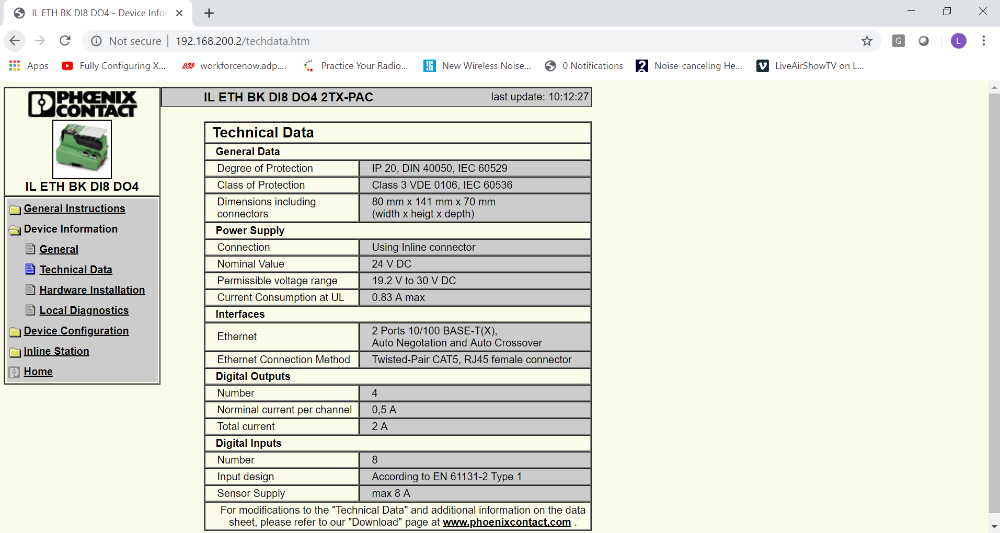 IL ETH BK DI8 DO4 - Device Infor
Not secure 192.168.200.2/techdata.htm
G
L
Apps Fully Configuring X... ADP workforcenow.adp.... Practice Your Radio... New Wireless Noise... 0 Notifications Noise-canceling He... LiveAirShowTV on L...
PHŒNIX
CONTACT
IL ETH BK DI8 DO4
General Instructions
Device Information
General
Technical Data
Hardware Installation
Local Diagnostics
Device Configuration
Inline Station
Home
IL ETH BK DI8 DO4 2TX-PAC last update: 10:12:27
Technical Data
General Data
Degree of Protection IP 20, DIN 40050, IEC 60529
Class of Protection Class 3 VDE 0106, IEC 60536
Dimensions including
connectors
80 mm x 141 mm x 70 mm
(width x heigt x depth)
Power Supply
Connection Using Inline connector
Nominal Value 24 V DC
Permissible voltage range 19.2 V to 30 V DC
Current Consumption at UL 0.83 A max
Interfaces
Ethernet
2 Ports 10/100 BASE-T(X),
Auto Negotation and Auto Crossover
Ethernet Connection Method Twisted-Pair CAT5, RJ45 female connector
Digital Outputs
Number 4
Norminal current per channel 0,5 A
Total current 2 A
Digital Inputs
Number 8
Input design According to EN 61131-2 Type 1
Sensor Supply max 8 A
For modifications to the "Technical Data" and additional information on the data
sheet, please refer to our "Download" page at www.phoenixcontact.com .